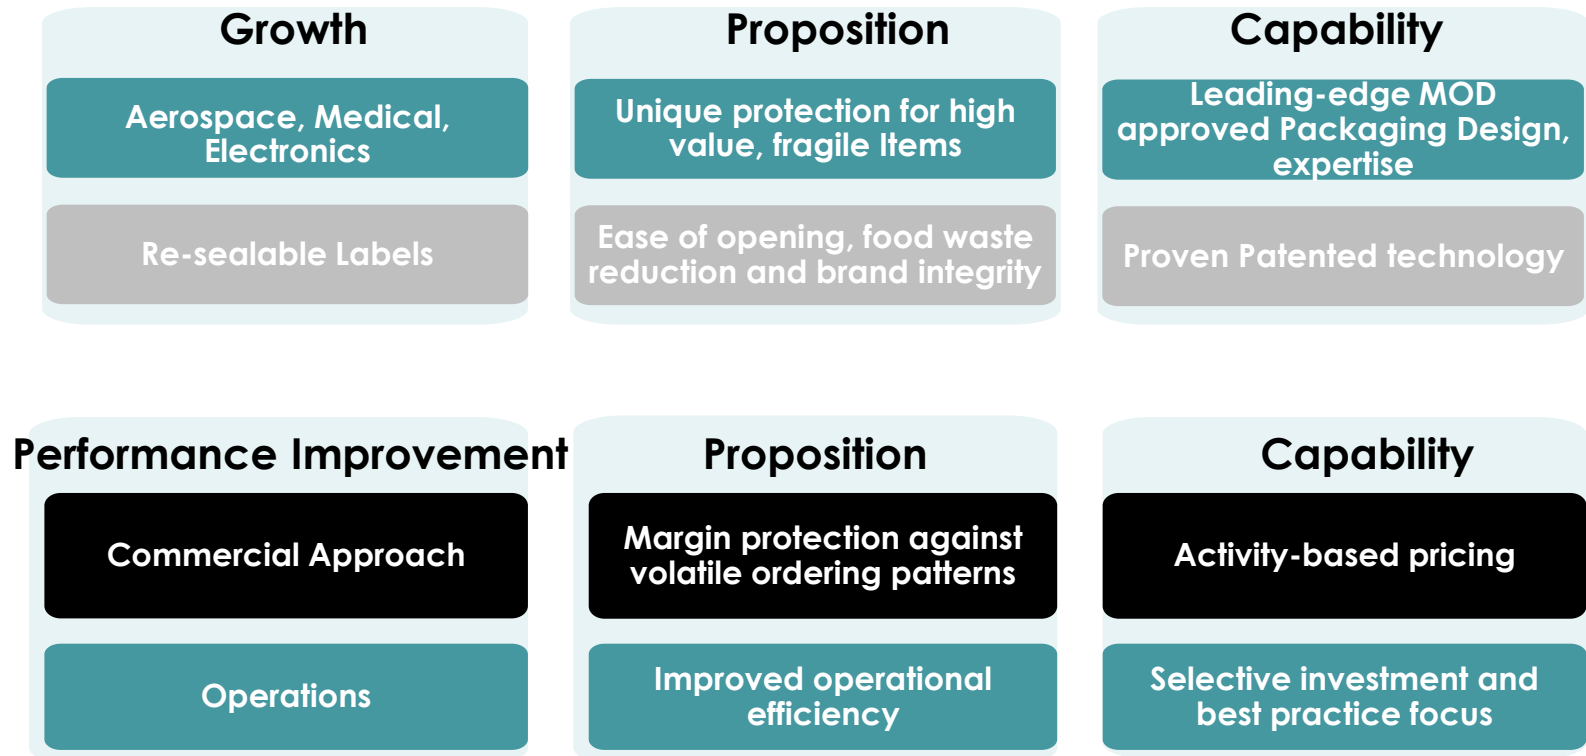 Growth
Proposition
Capability
Aerospace, Medical,
Electronics
Unique protection for high
value, fragile Items
Leading-edge MOD
approved Packaging Design,
expertise
Re-sealable Labels
Ease of opening, food waste
reduction and brand integrity
Proven Patented technology
Performance Improvement
Proposition
Capability
Commercial Approach
Margin protection against
volatile ordering patterns
Activity-based pricing
Operations
Improved operational
efficiency
Selective investment and
best practice focus